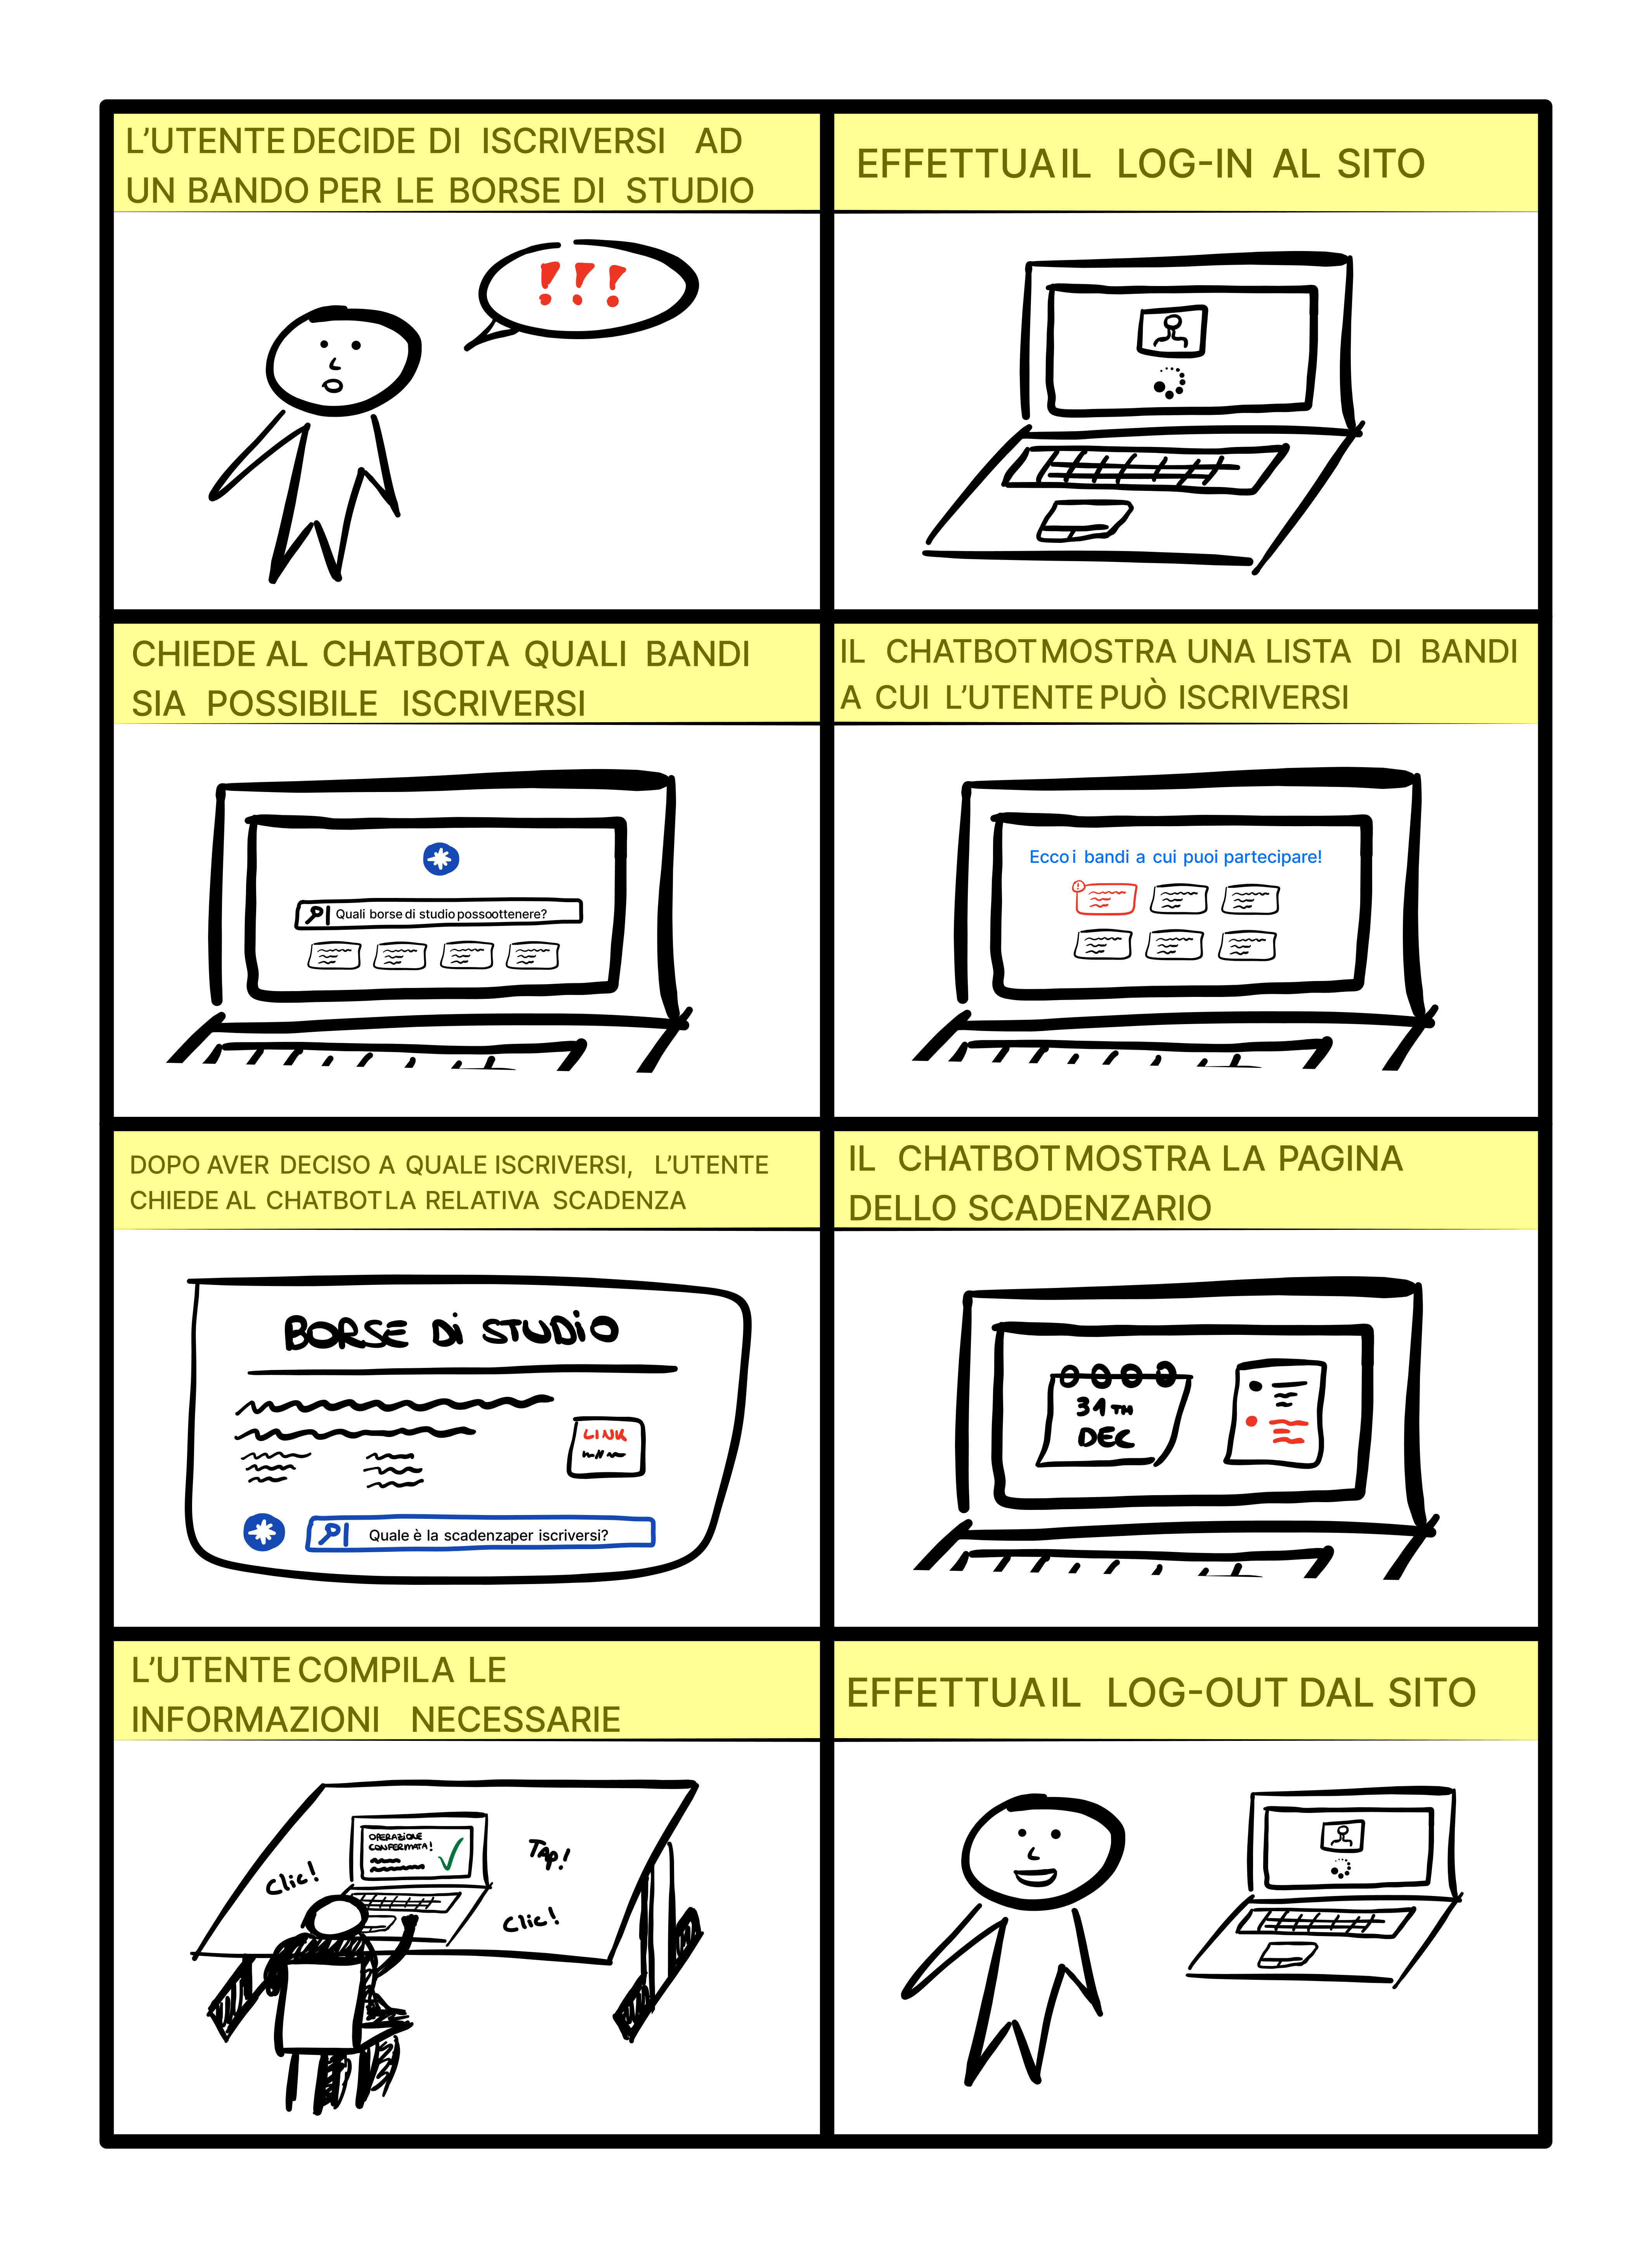 L'UTENTE DECIDE DI ISCRIVERSI AD
UN BANDO PER LE BORSE DI STUDIO
!!!
EFFETTUA IL LOG-IN AL SITO
CHIEDE AL CHATBOT A QUALI BANDI
SIA POSSIBILE ISCRIVERSI
Quali borse di studio posso ottenere?
IL CHATBOT MOSTRA UNA LISTA DI BANDI
A CUI L'UTENTE PUÒ ISCRIVERSI
Ecco i bandi a cui puoi partecipare!
!
DOPO AVER DECISO A QUALE ISCRIVERSI, L'UTENTE
CHIEDE AL CHATBOT LA RELATIVA SCADENZA
BORSE Di STUDiO
LINK
Quale è la scadenza per iscriversi?
IL CHATBOT MOSTRA LA PAGINA
DELLO SCADENZARIO
31TH
DEC
L'UTENTE COMPILA LE
INFORMAZIONI NECESSARIE
OPERAZIONE
CONFERMATA!
Clic!
TAP!
Clic!
EFFETTUA IL LOG-OUT DAL SITO